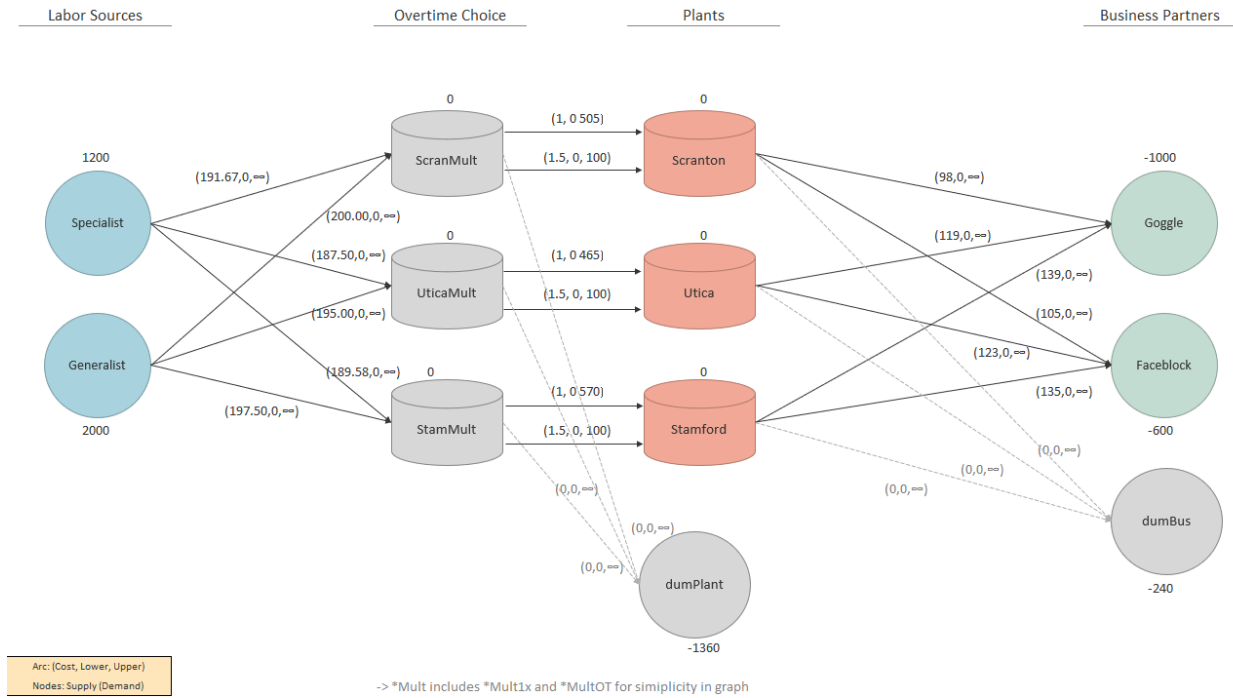 Labor Sources
Overtime Choice
Plants
Business Partners
0
0
(1, 0 505)
1200
ScranMult
(1.5, 0, 100)
Scranton
-1000
(191.67,0,∞)
(98,0,∞)
Specialist
(200.00,0,∞)
Goggle
0
0
(119,0,∞)
(187.50,0,∞)
(1, 0 465)
(139,0,∞)
UticaMult
(1.5, 0, 100)
Utica
(195.00,0,∞)
(105,0,∞)
(123,0,∞)
Generalist
(189.58,0,∞)
0
0
Faceblock
(197.50,0,∞)
(1, 0 570)
(135,0,∞)
2000
StamMult
(1.5, 0, 100)
Stamford
-600
(0,0,∞)
(0,0,∞)
(0,0,∞)
(0,0,∞)
(0,0,∞)
dumBus
(0,0,∞)
dumPlant
-240
-1360
Arc: (Cost, Lower, Upper)
Nodes: Supply (Demand)
-> *Mult includes *Mult1x and *MultOT for simiplicity in graph